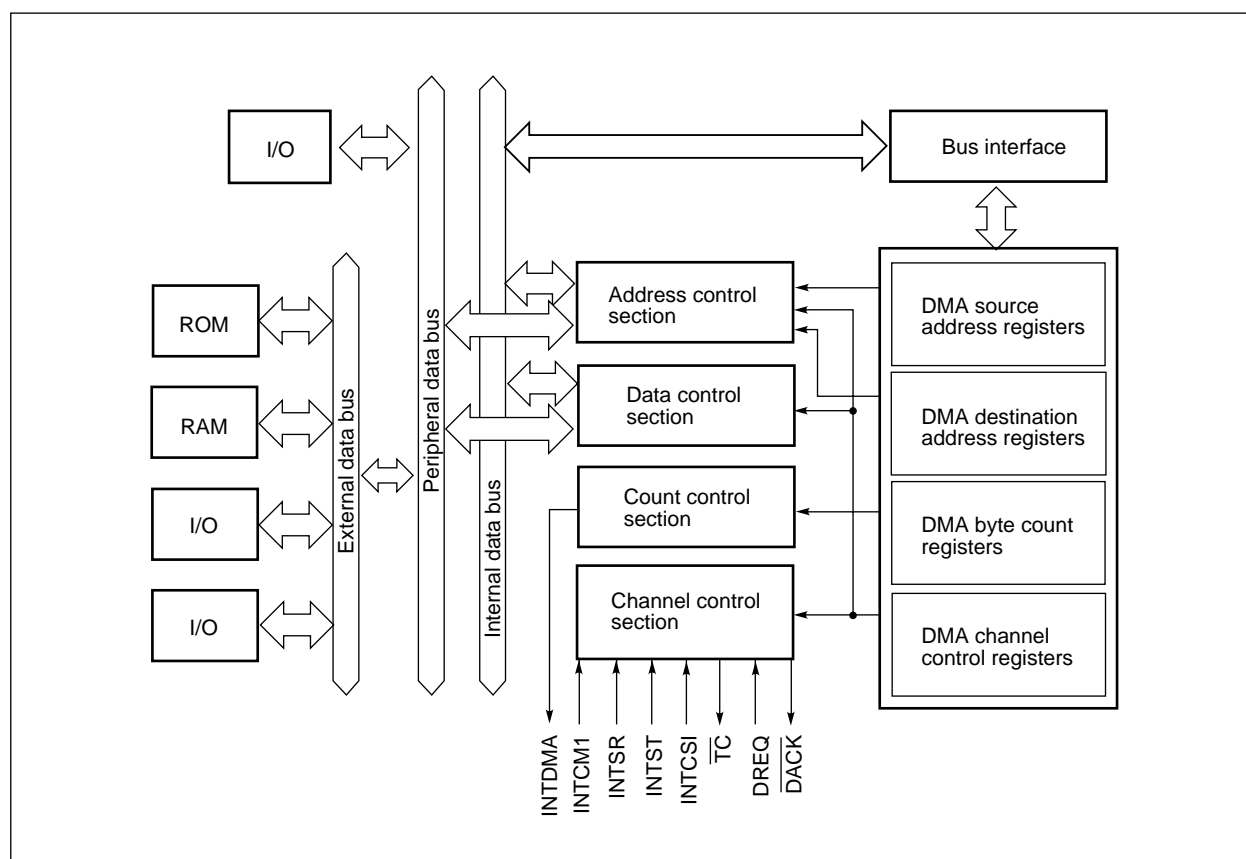 I/O
Bus interface
ROM
RAM
I/O
I/O
External data bus
Peripheral data bus
Internal data bus
Address control
section
Data control
section
Count control
section
Channel control
section
DMA source
address registers
DMA destination
address registers
DMA byte count
registers
DMA channel
control registers
INTDMA
INTCM1
INTSR
INTST
INTCSI
T̅C̅
DREQ
D̅A̅C̅K̅